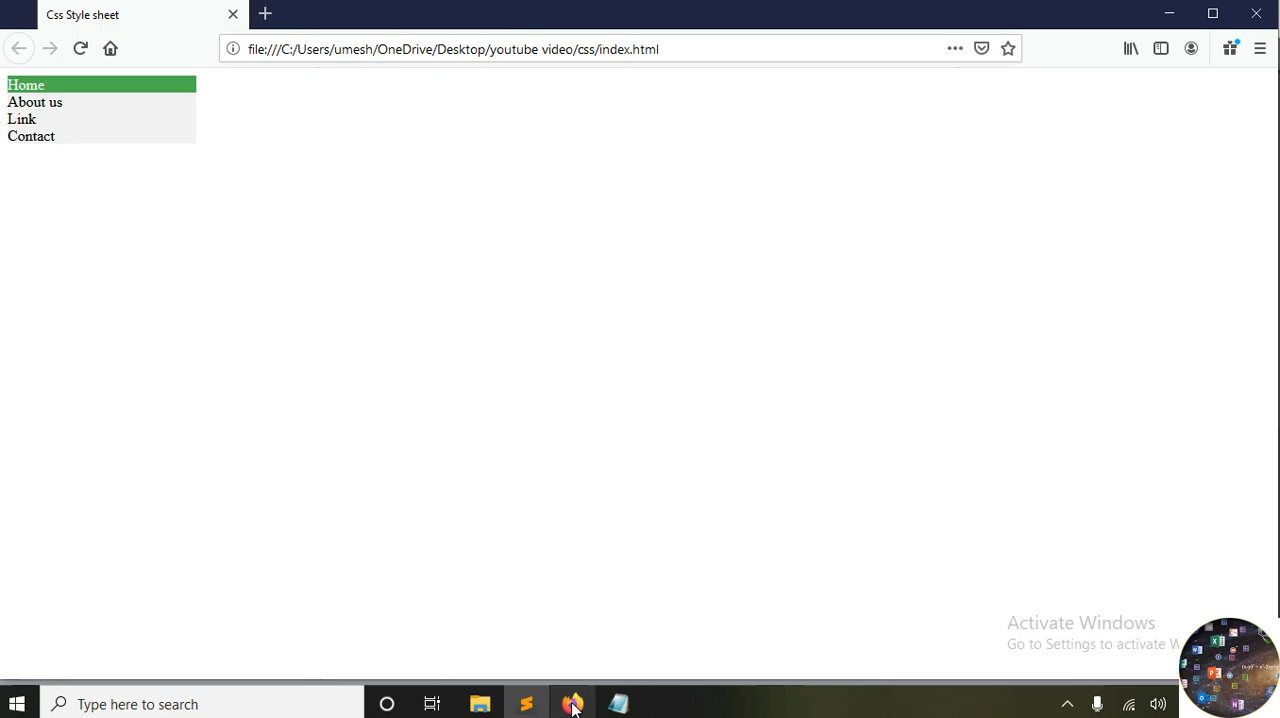 Css Style sheet
file:///C:/Users/umesh/OneDrive/Desktop/youtube video/css/index.html
Home
About us
Link
Contact
Activate Windows
Go to Settings to activate W
Type here to search